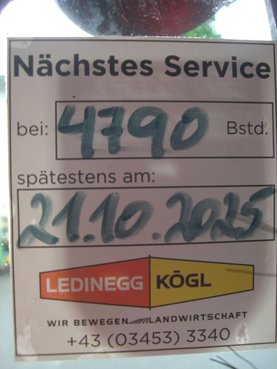 Nächstes Service
bei: 4790 Bstd.
spätestens am:
21.10.2025
LEDINEGG KÖGL
WIR BEWEGEN LANDWIRTSCHAFT
+43 (03453) 3340